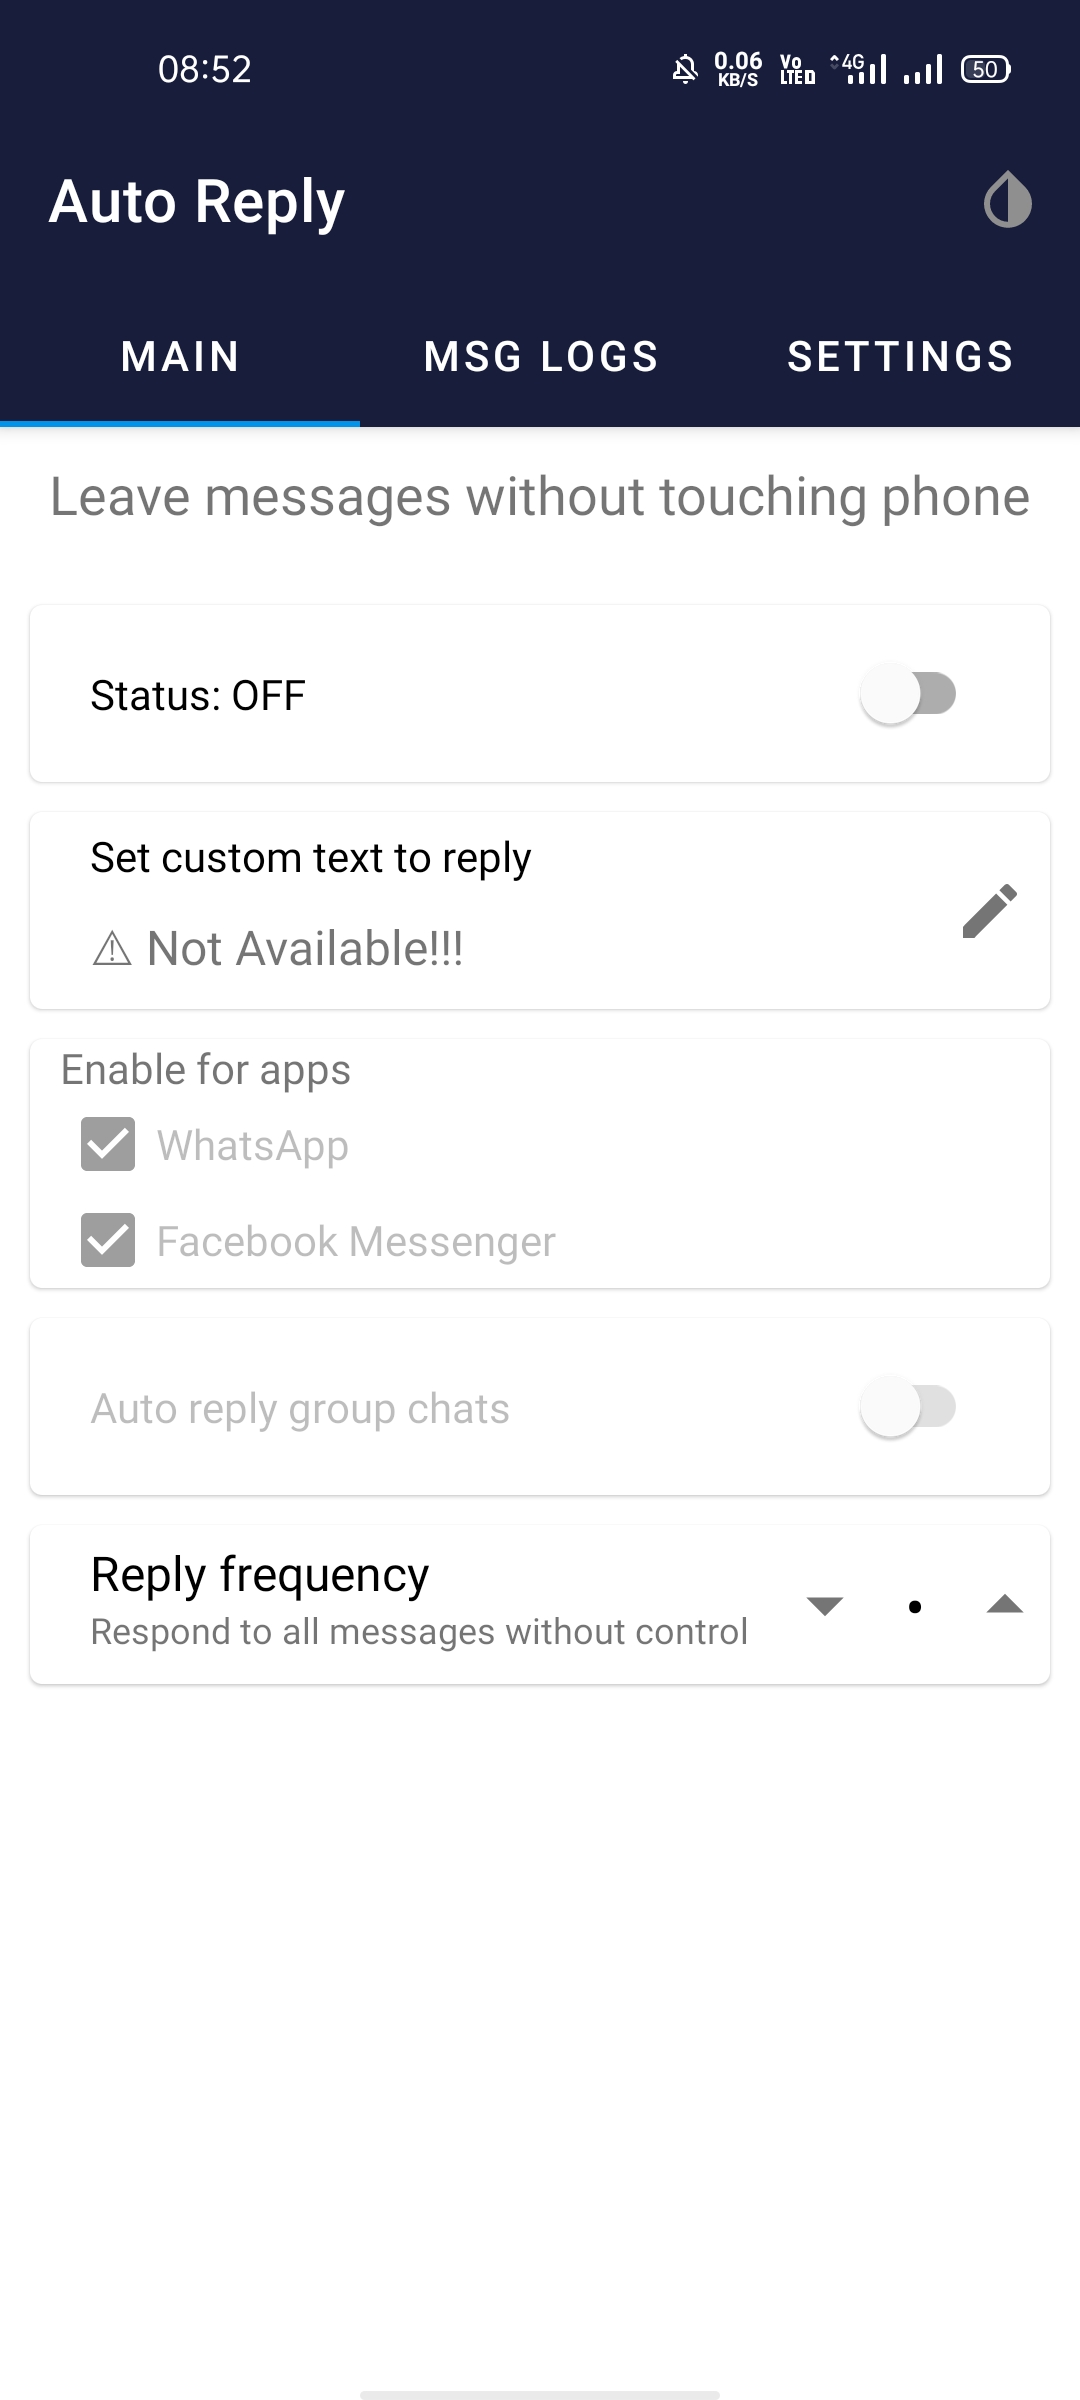 08:52
0.06
KB/S
Vo
LTE D
4G
50
Auto Reply
MAIN
MSG LOGS
SETTINGS
Leave messages without touching phone
Status: OFF
Set custom text to reply
⚠ Not Available!!!
Enable for apps
WhatsApp
Facebook Messenger
Auto reply group chats
Reply frequency
Respond to all messages without control